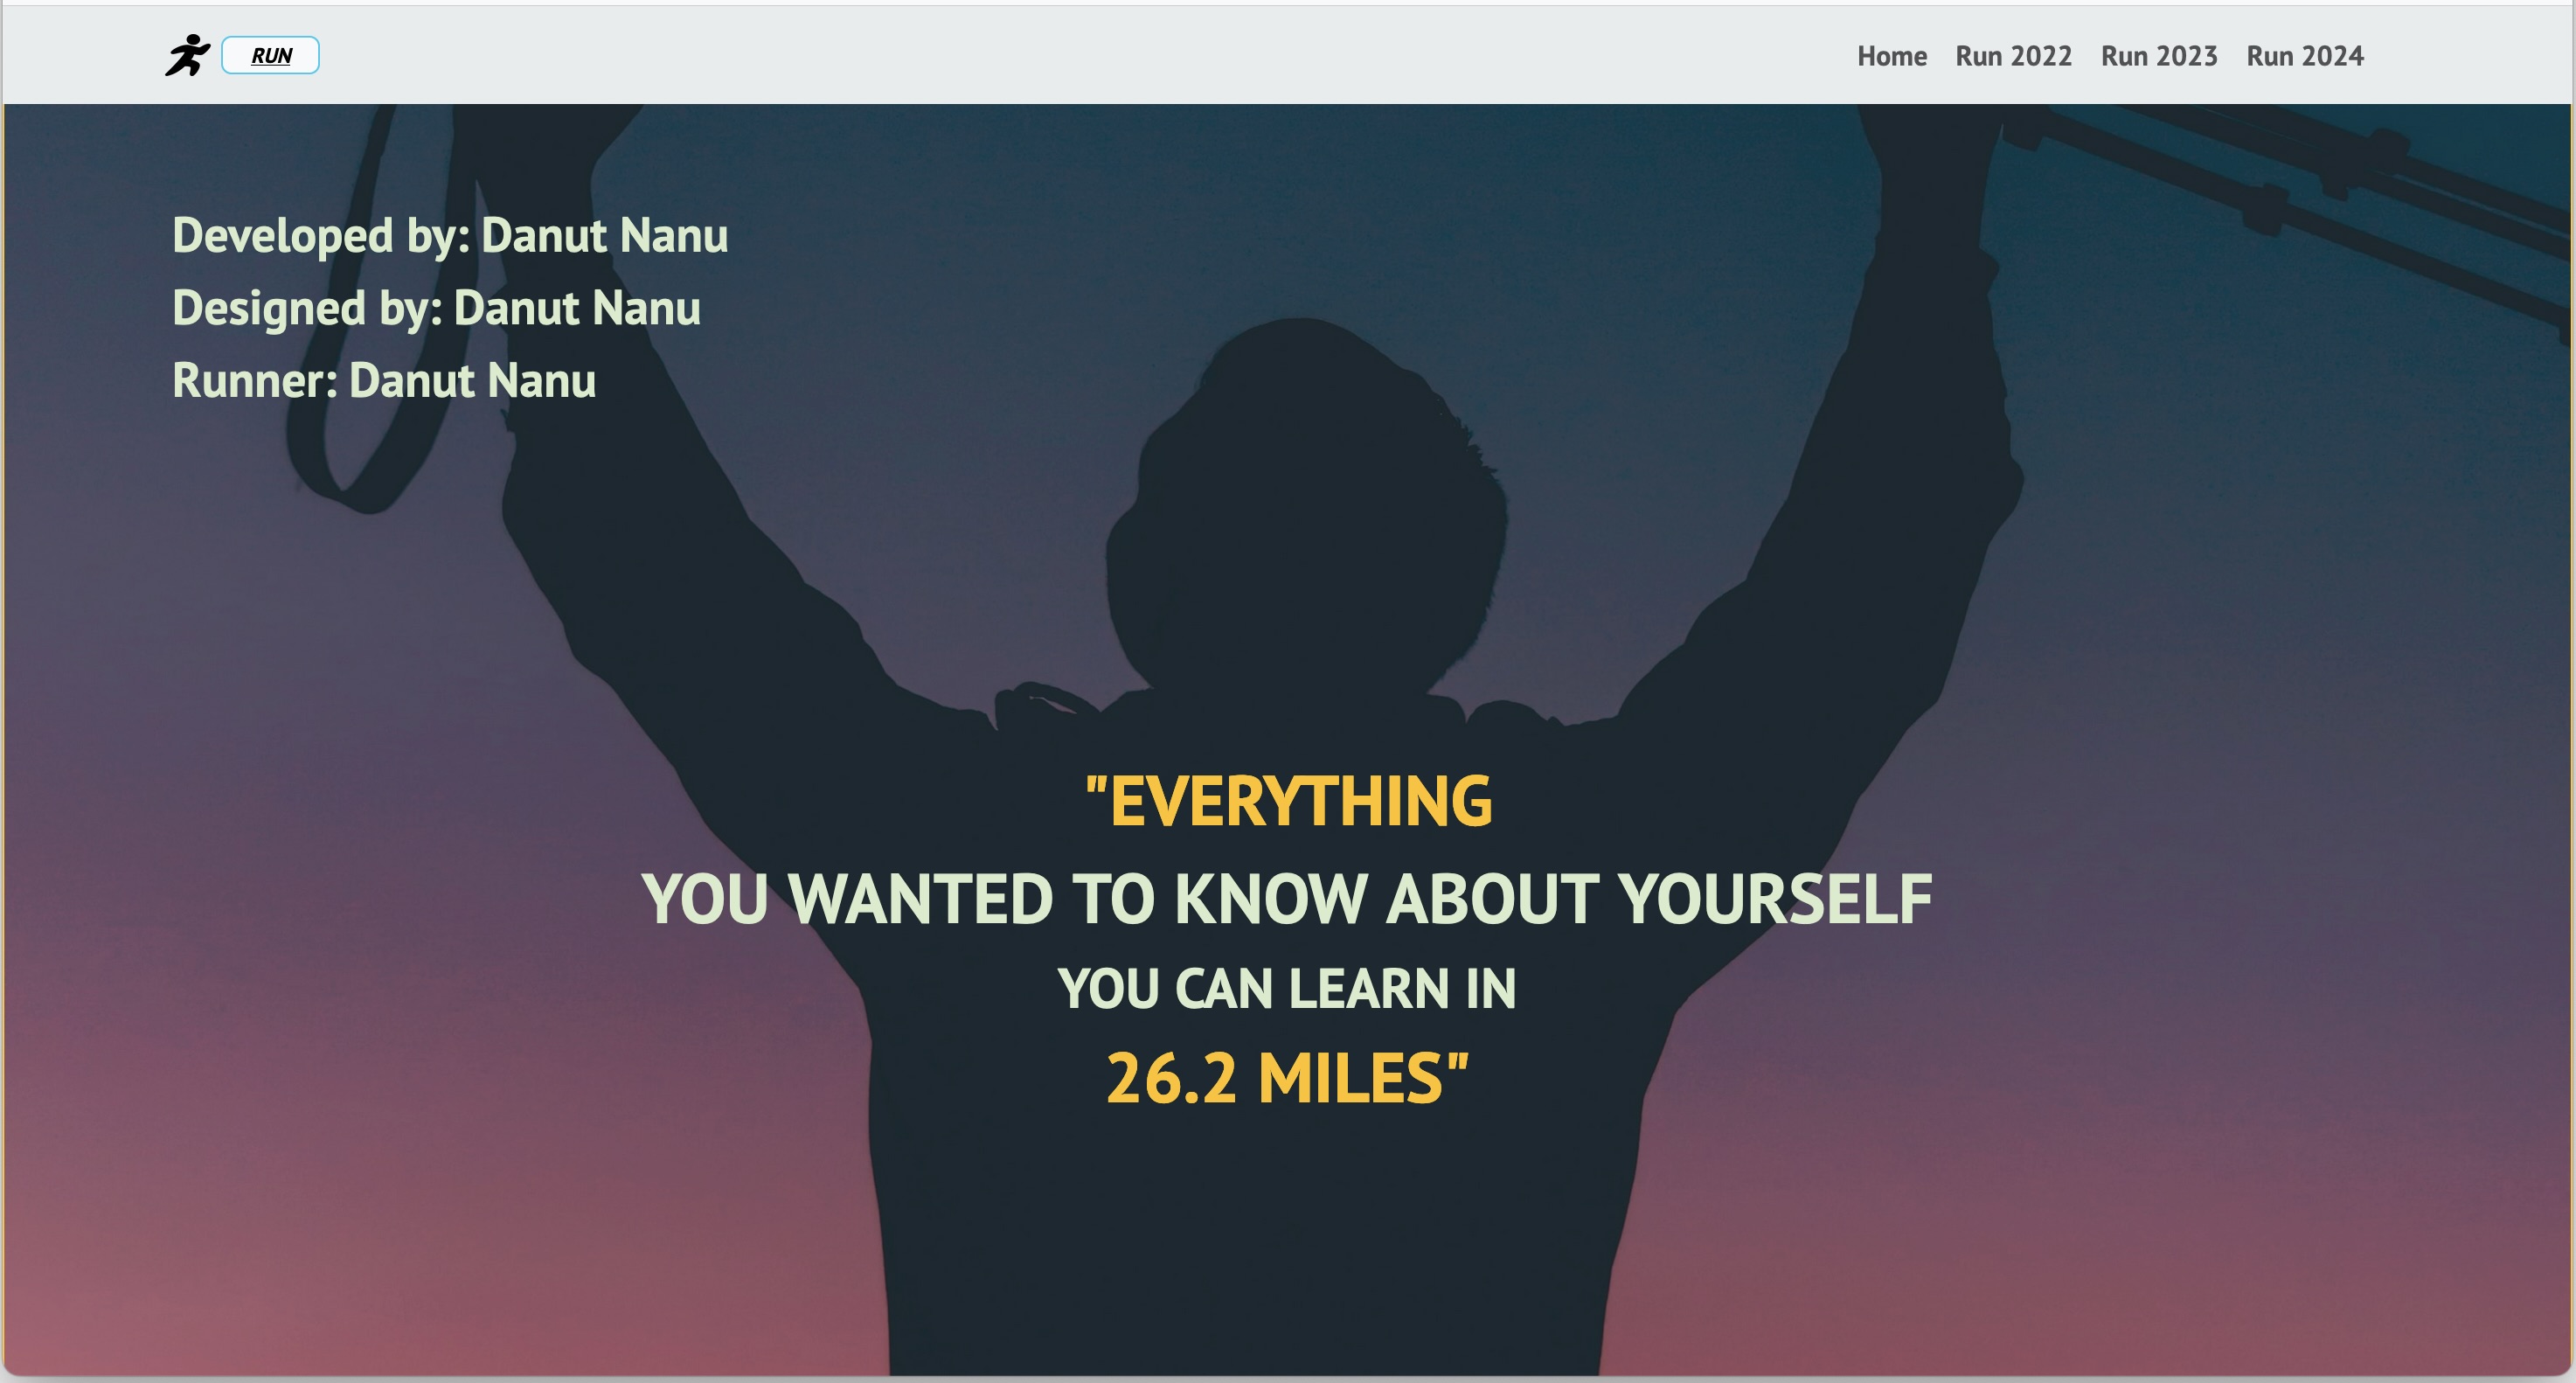 RUN
Home Run 2022 Run 2023 Run 2024
Developed by: Danut Nanu
Designed by: Danut Nanu
Runner: Danut Nanu
"EVERYTHING
YOU WANTED TO KNOW ABOUT YOURSELF
YOU CAN LEARN IN
26.2 MILES"